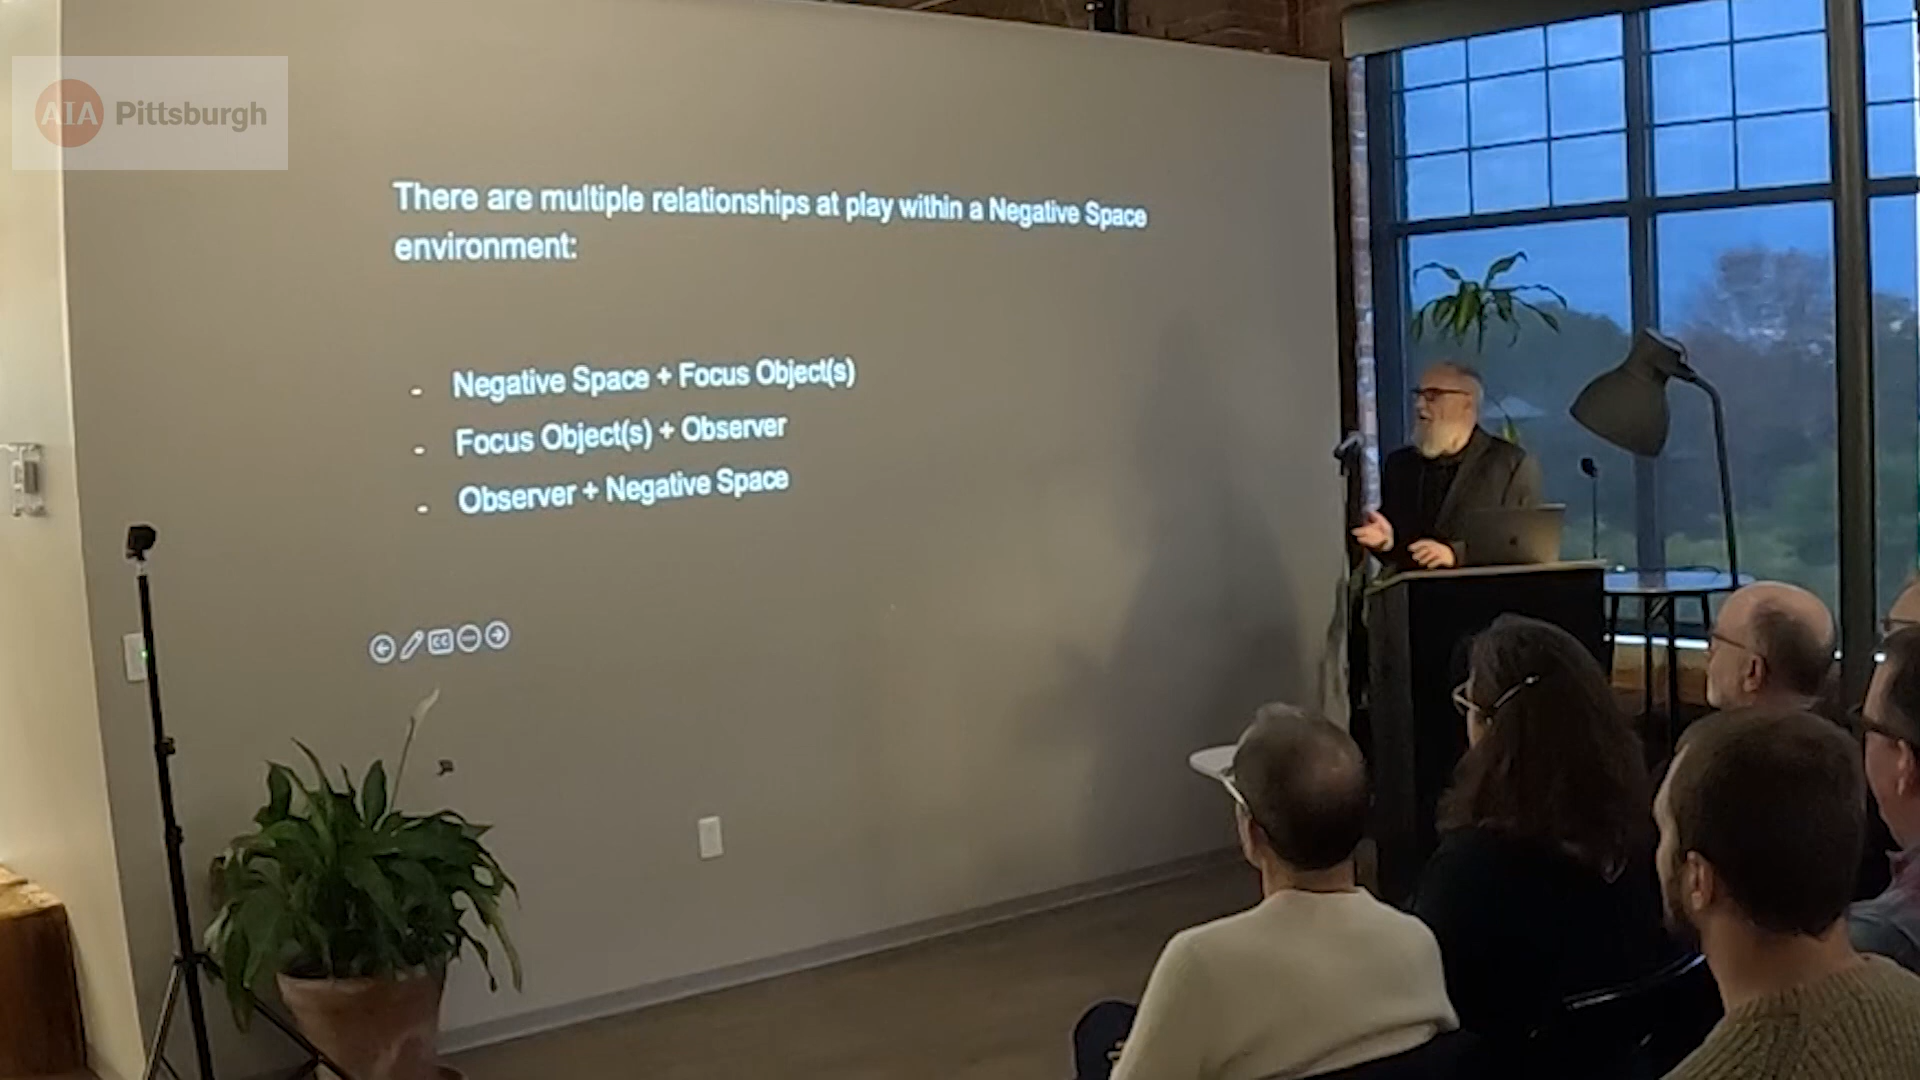 AIA Pittsburgh
There are multiple relationships at play within a Negative Space
environment:
- Negative Space + Focus Object(s)
- Focus Object(s) + Observer
- Observer + Negative Space
CC